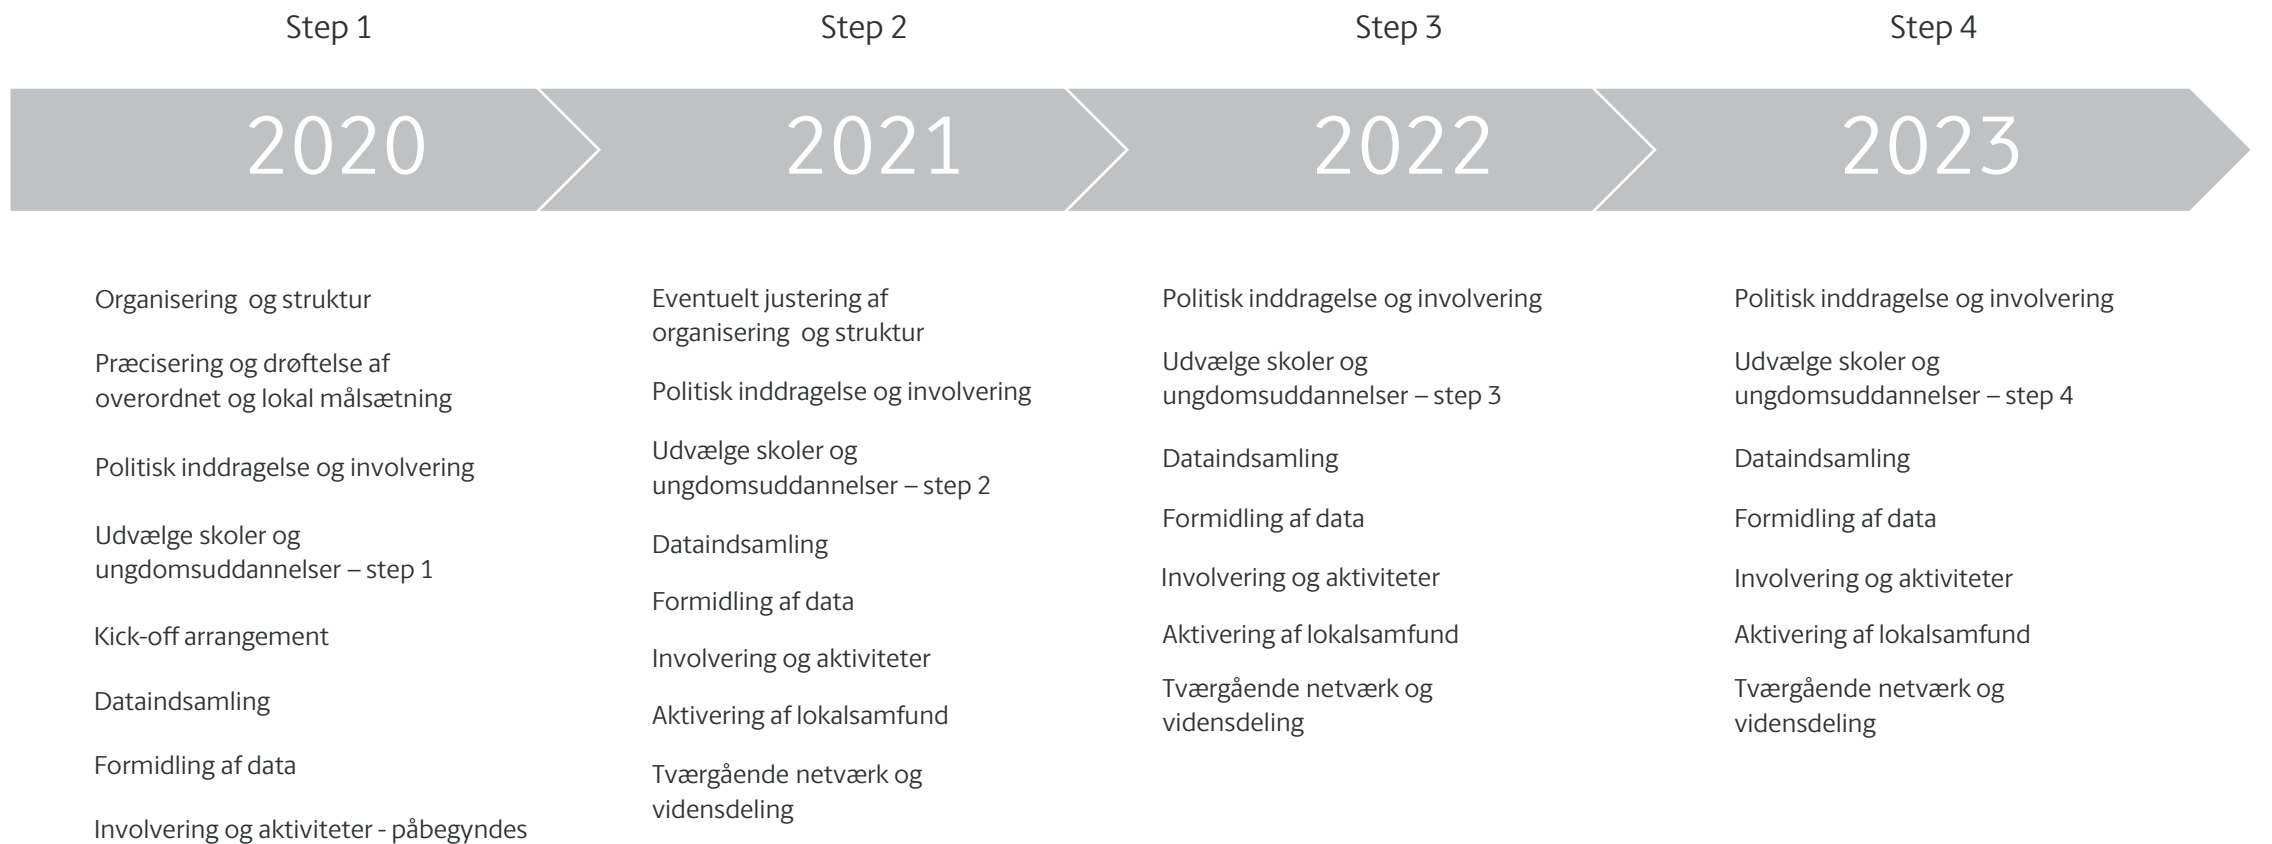 Step 1
Step 2
Step 3
Step 4
2020
2021
2022
2023
Organisering og struktur
Præcisering og drøftelse af
overordnet og lokal målsætning
Politisk inddragelse og involvering
Udvælge skoler og
ungdomsuddannelser – step 1
Kick-off arrangement
Dataindsamling
Formidling af data
Involvering og aktiviteter - påbegyndes
Eventuelt justering af
organisering og struktur
Politisk inddragelse og involvering
Udvælge skoler og
ungdomsuddannelser – step 2
Dataindsamling
Formidling af data
Involvering og aktiviteter
Aktivering af lokalsamfund
Tværgående netværk og
vidensdeling
Politisk inddragelse og involvering
Udvælge skoler og
ungdomsuddannelser – step 3
Dataindsamling
Formidling af data
Involvering og aktiviteter
Aktivering af lokalsamfund
Tværgående netværk og
vidensdeling
Politisk inddragelse og involvering
Udvælge skoler og
ungdomsuddannelser – step 4
Dataindsamling
Formidling af data
Involvering og aktiviteter
Aktivering af lokalsamfund
Tværgående netværk og
vidensdeling